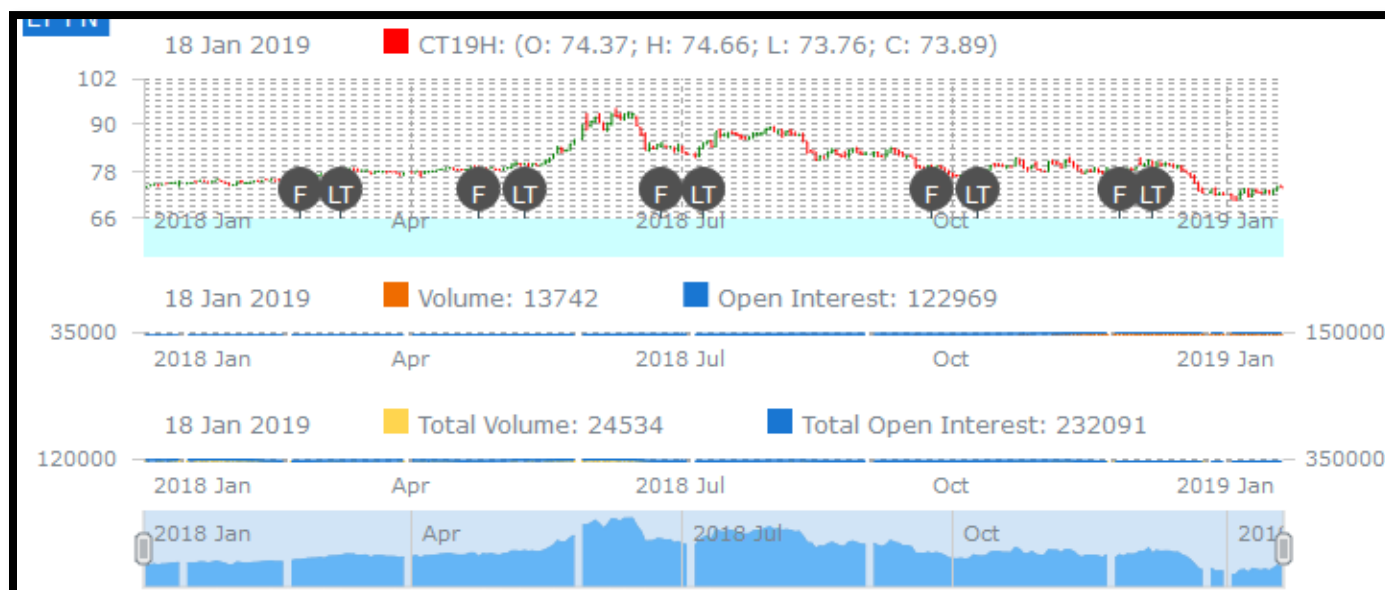 18 Jan 2019 CT19H: (O: 74.37; H: 74.66; L: 73.76; C: 73.89)
102
90
78
66
F LT F LT F LT F LT F LT
2018 Jan Apr 2018 Jul Oct 2019 Jan
18 Jan 2019 Volume: 13742 Open Interest: 122969
35000 150000
2018 Jan Apr 2018 Jul Oct 2019 Jan
18 Jan 2019 Total Volume: 24534 Total Open Interest: 232091
120000 350000
2018 Jan Apr 2018 Jul Oct 2019 Jan
2018 Jan Apr 2018 Jul Oct